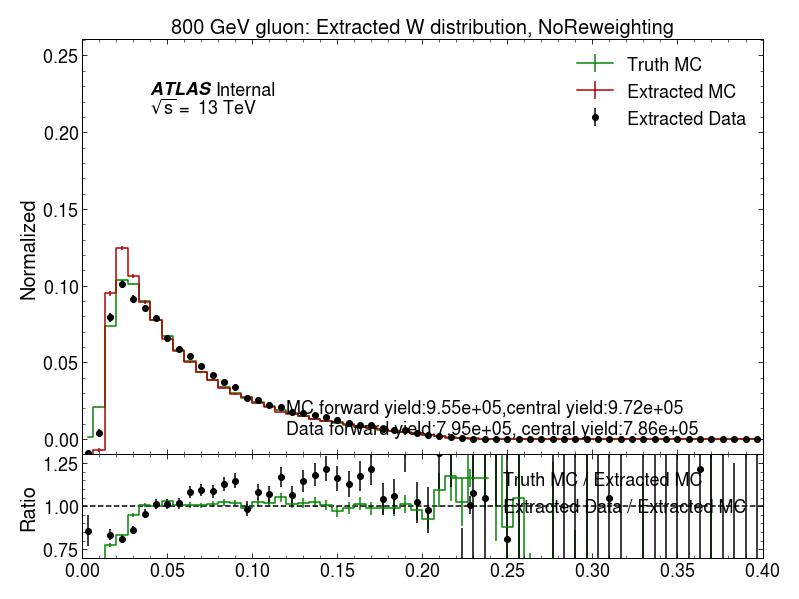 800 GeV gluon: Extracted W distribution, NoReweighting
0.25
0.20
0.15
0.10
0.05
0.00
Normalized
ATLAS Internal
√s = 13 TeV
Truth MC
Extracted MC
Extracted Data
MC forward yield:9.55e+05,central yield:9.72e+05
Data forward yield:7.95e+05, central yield:7.86e+05
1.25
1.00
0.75
Ratio
Truth MC / Extracted MC
Extracted Data / Extracted MC
0.00 0.05 0.10 0.15 0.20 0.25 0.30 0.35 0.40